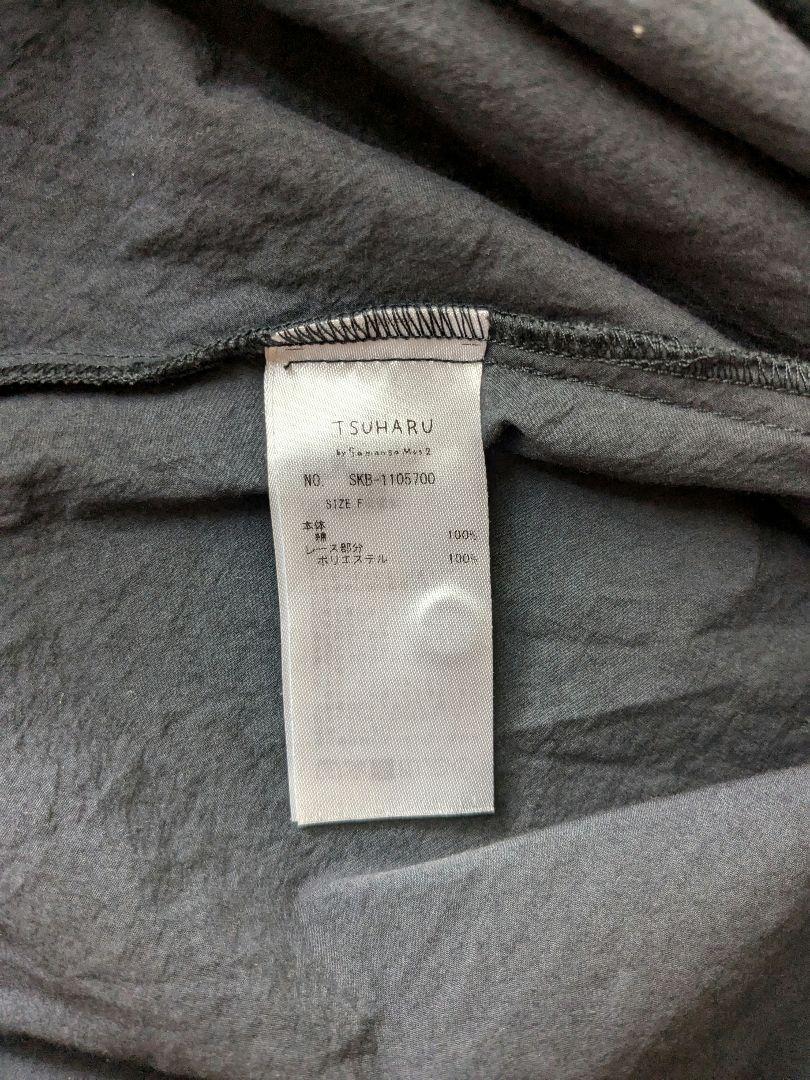 TSUHARU
by Samansa Mos2
NO. SKB-1105700
SIZE F
本体
綿 100%
レース部分
ポリエステル 100%